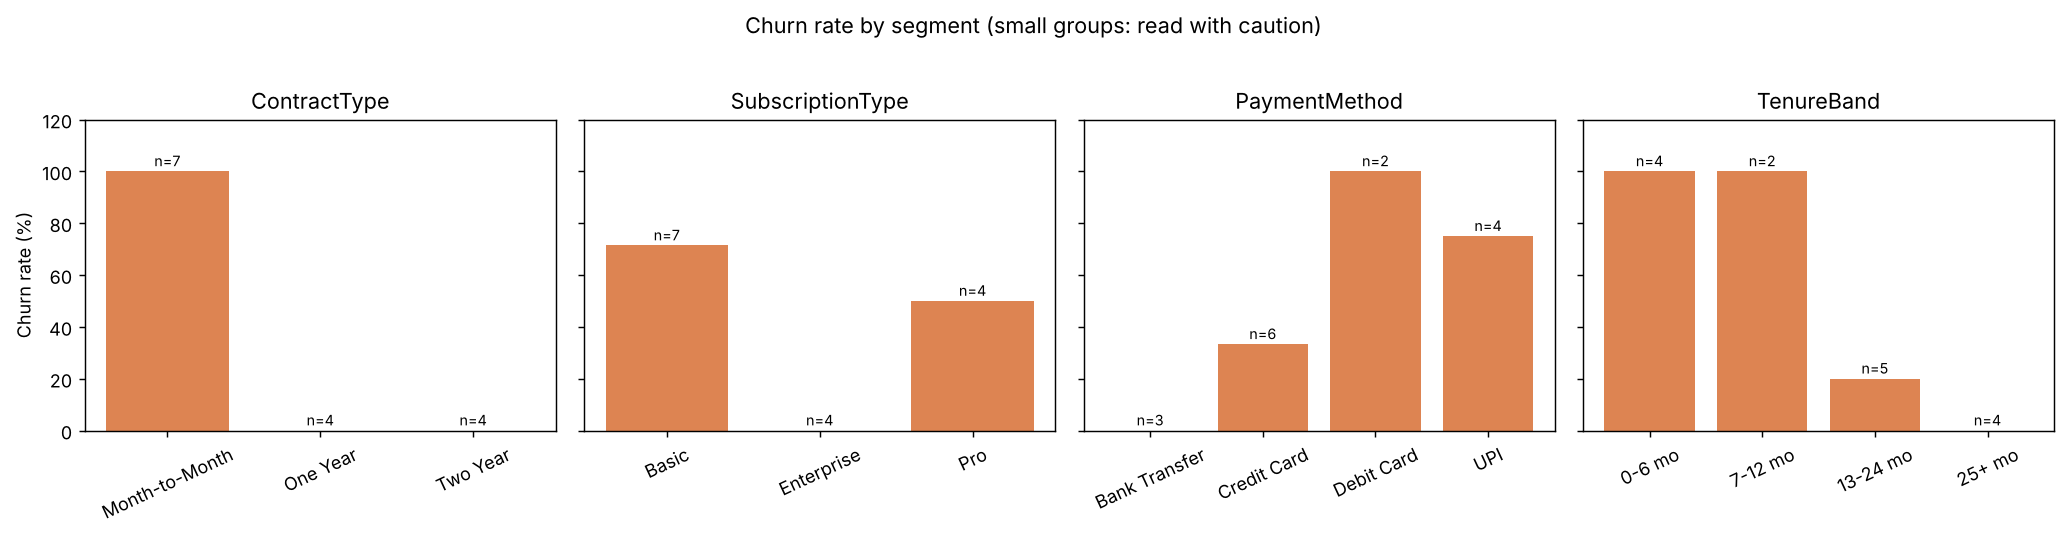 Churn rate by segment (small groups: read with caution)
ContractType
Churn rate (%)
120
100
80
60
40
20
0
n=7
n=4
n=4
Month-to-Month
One Year
Two Year
SubscriptionType
n=7
n=4
n=4
Basic
Enterprise
Pro
PaymentMethod
n=3
n=6
n=2
n=4
Bank Transfer
Credit Card
Debit Card
UPI
TenureBand
n=4
n=2
n=5
n=4
0-6 mo
7-12 mo
13-24 mo
25+ mo